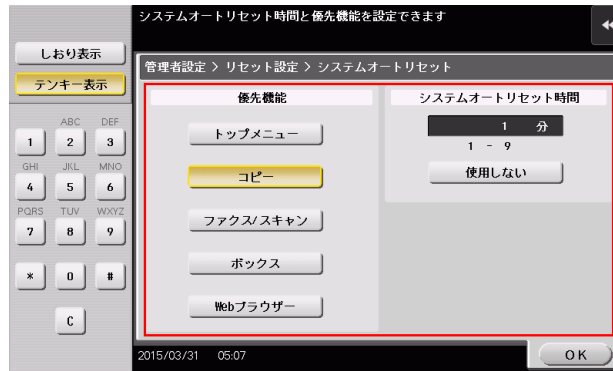 システムオートリセット時間と優先機能を設定できます
しおり表示
テンキー表示
管理者設定 > リセット設定 > システムオートリセット
優先機能
システムオートリセット時間
トップメニュー
1 分
1 - 9
コピー
使用しない
ファクス/スキャン
ボックス
Webブラウザー
ABC DEF
1 2 3
GHI JKL MNO
4 5 6
PQRS TUV WXYZ
7 8 9
* 0 #
C
2015/03/31 05:07
OK